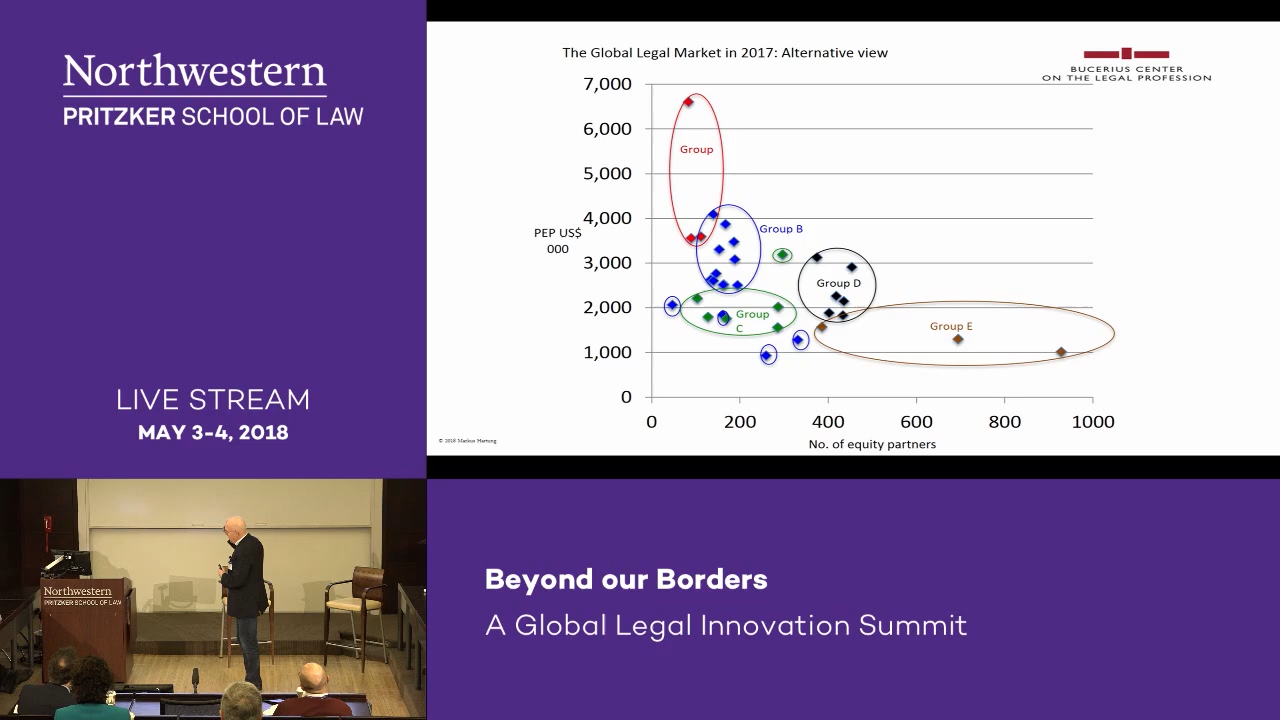 Northwestern
PRITZKER SCHOOL OF LAW
LIVE STREAM
MAY 3-4, 2018
The Global Legal Market in 2017: Alternative view
BUCERIUS CENTER
ON THE LEGAL PROFESSION
7,000
6,000
5,000
4,000
3,000
2,000
1,000
0
PEP US$
000
Group
Group B
Group
C
Group D
Group E
0
200
400
600
800
1000
No. of equity partners
© 2018 Markus Hartung
Northwestern
PRITZKER SCHOOL OF LAW
Beyond our Borders
A Global Legal Innovation Summit